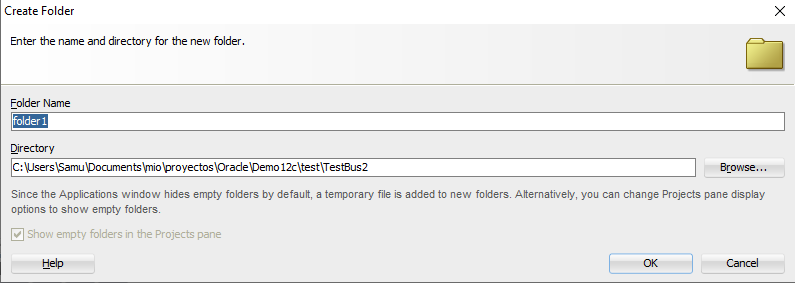 Create Folder
Enter the name and directory for the new folder.
Folder Name
folder1
Directory
C:\Users\Samu\Documents\mio\proyectos\Oracle\Demo12c\test\TestBus2
Browse...
Since the Applications window hides empty folders by default, a temporary file is added to new folders. Alternatively, you can change Projects pane display
options to show empty folders.
Show empty folders in the Projects pane
Help
OK
Cancel